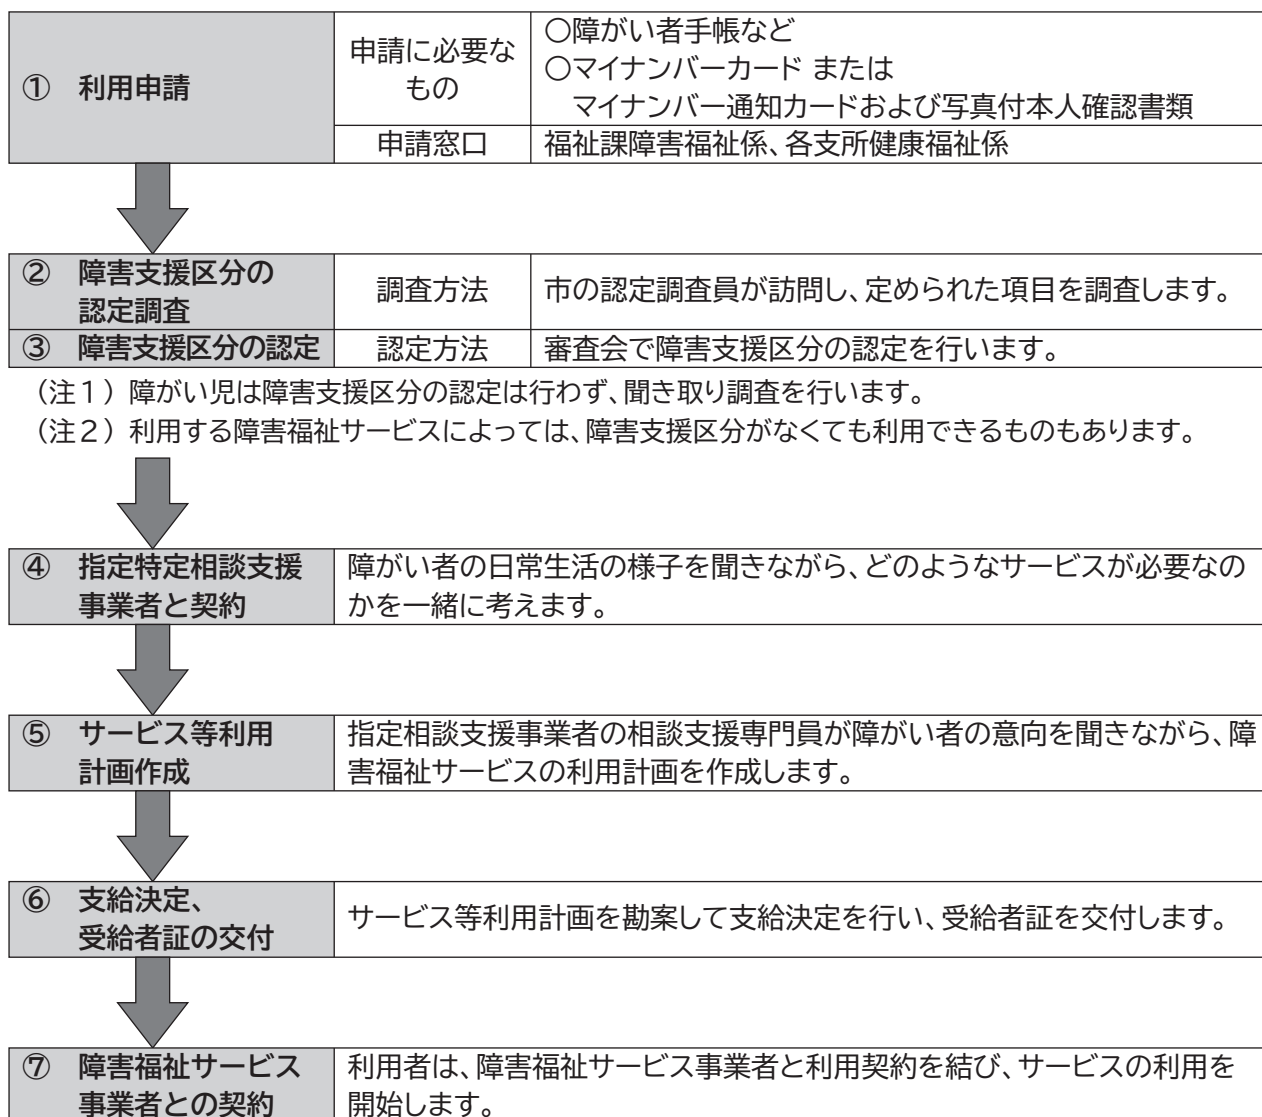 ① 利用申請
申請に必要な
もの
○障がい者手帳など
○マイナンバーカード または
マイナンバー通知カードおよび写真付本人確認書類
申請窓口
福祉課障害福祉係、各支所健康福祉係
② 障害支援区分の
認定調査
調査方法
市の認定調査員が訪問し、定められた項目を調査します。
③ 障害支援区分の認定
認定方法
審査会で障害支援区分の認定を行います。
（注１）障がい児は障害支援区分の認定は行わず、聞き取り調査を行います。
（注２）利用する障害福祉サービスによっては、障害支援区分がなくても利用できるものもあります。
④ 指定特定相談支援
事業者と契約
障がい者の日常生活の様子を聞きながら、どのようなサービスが必要なの
かを一緒に考えます。
⑤ サービス等利用
計画作成
指定相談支援事業者の相談支援専門員が障がい者の意向を聞きながら、障
害福祉サービスの利用計画を作成します。
⑥ 支給決定、
受給者証の交付
サービス等利用計画を勘案して支給決定を行い、受給者証を交付します。
⑦ 障害福祉サービス
事業者との契約
利用者は、障害福祉サービス事業者と利用契約を結び、サービスの利用を
開始します。